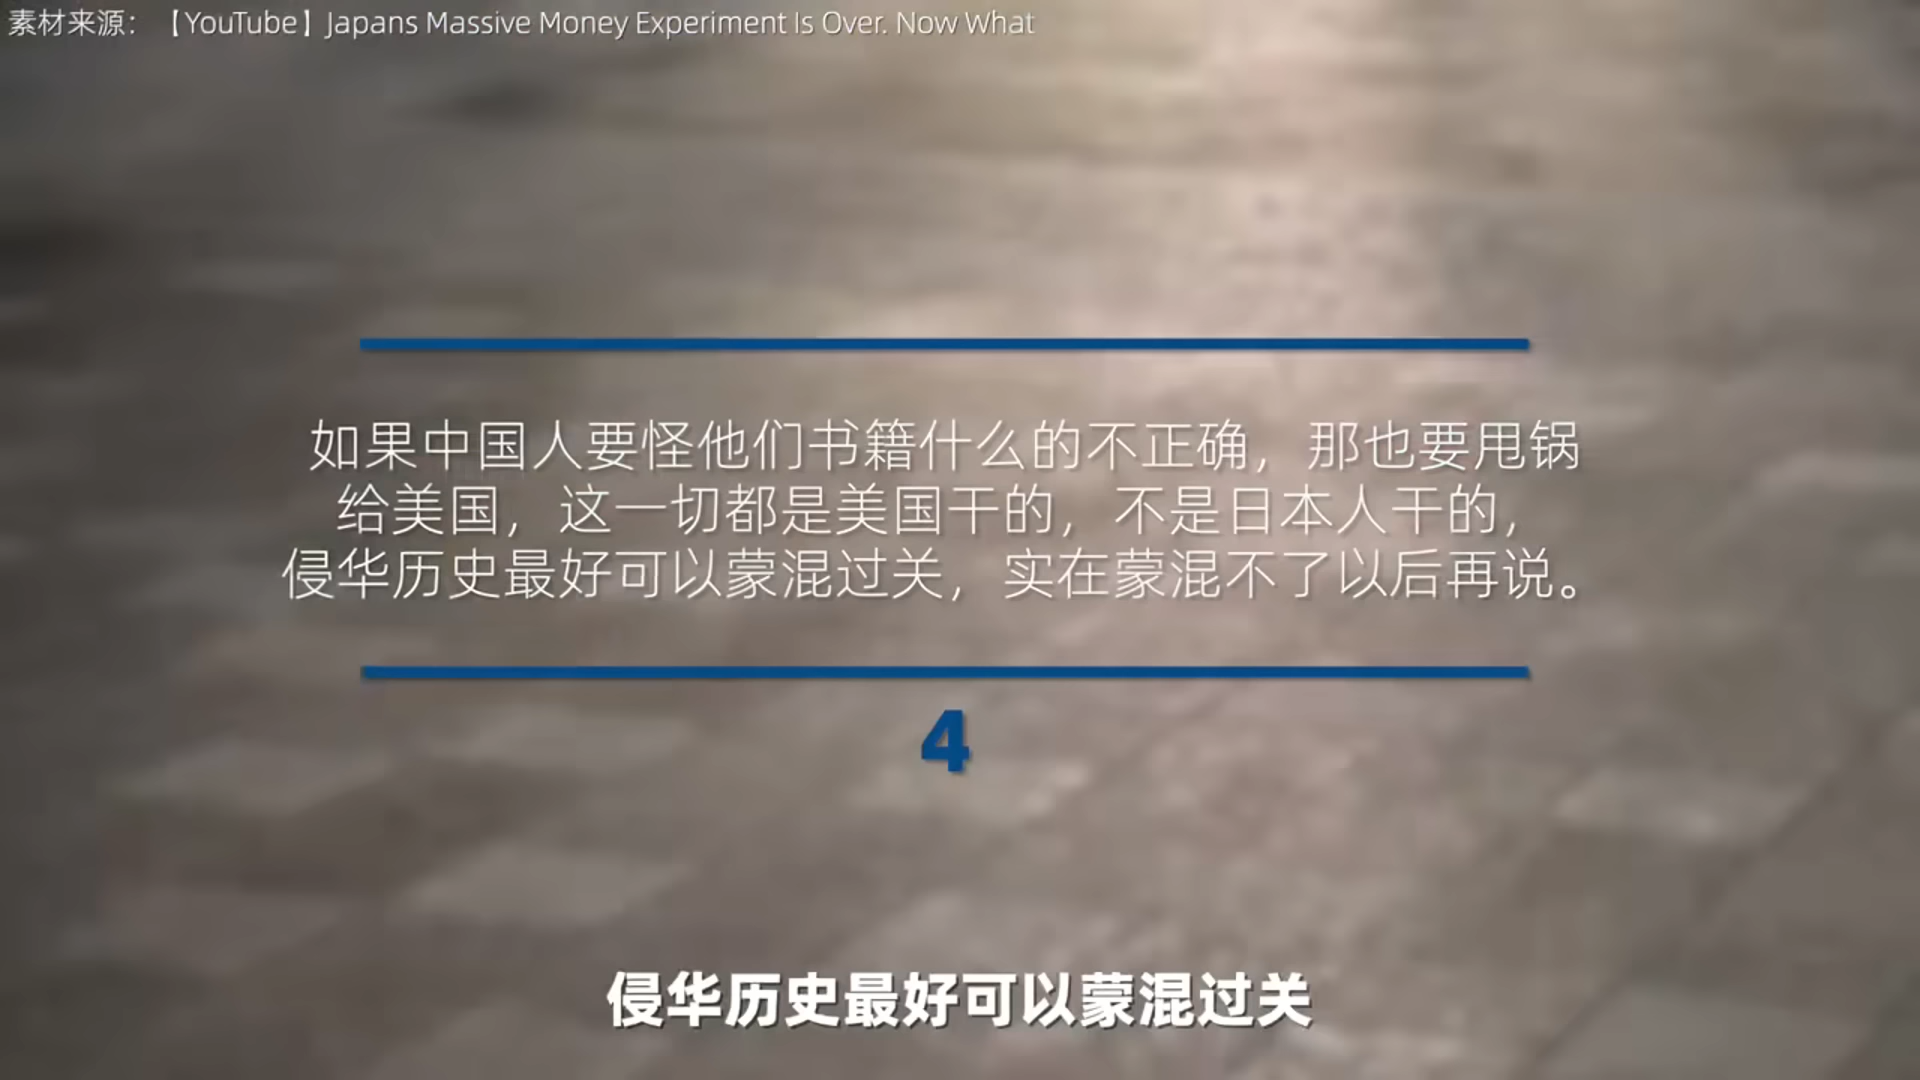 素材来源：【YouTube】Japans Massive Money Experiment Is Over. Now What
如果中国人要怪他们书籍什么的不正确，那也要甩锅
给美国，这一切都是美国干的，不是日本人干的，
侵华历史最好可以蒙混过关，实在蒙混不了以后再说。
4
侵华历史最好可以蒙混过关